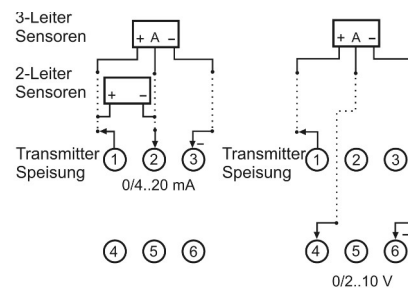 3-Leiter
Sensoren
+ A −
+ A −
2-Leiter
Sensoren
+ −
Transmitter
Speisung
1 2 3 −
0/4..20 mA
Transmitter
Speisung
1 2 3
4 5 6
4 5 6 −
0/2..10 V